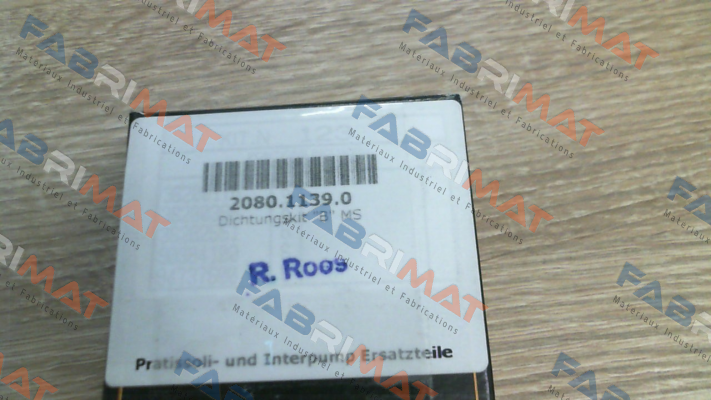 FABRIMAT
Materiaux Industriel et Fabrications
2080.1139.0
Dichtungskit "B" MS
R. Roos
Pratissoli- und Interpump Ersatzteile